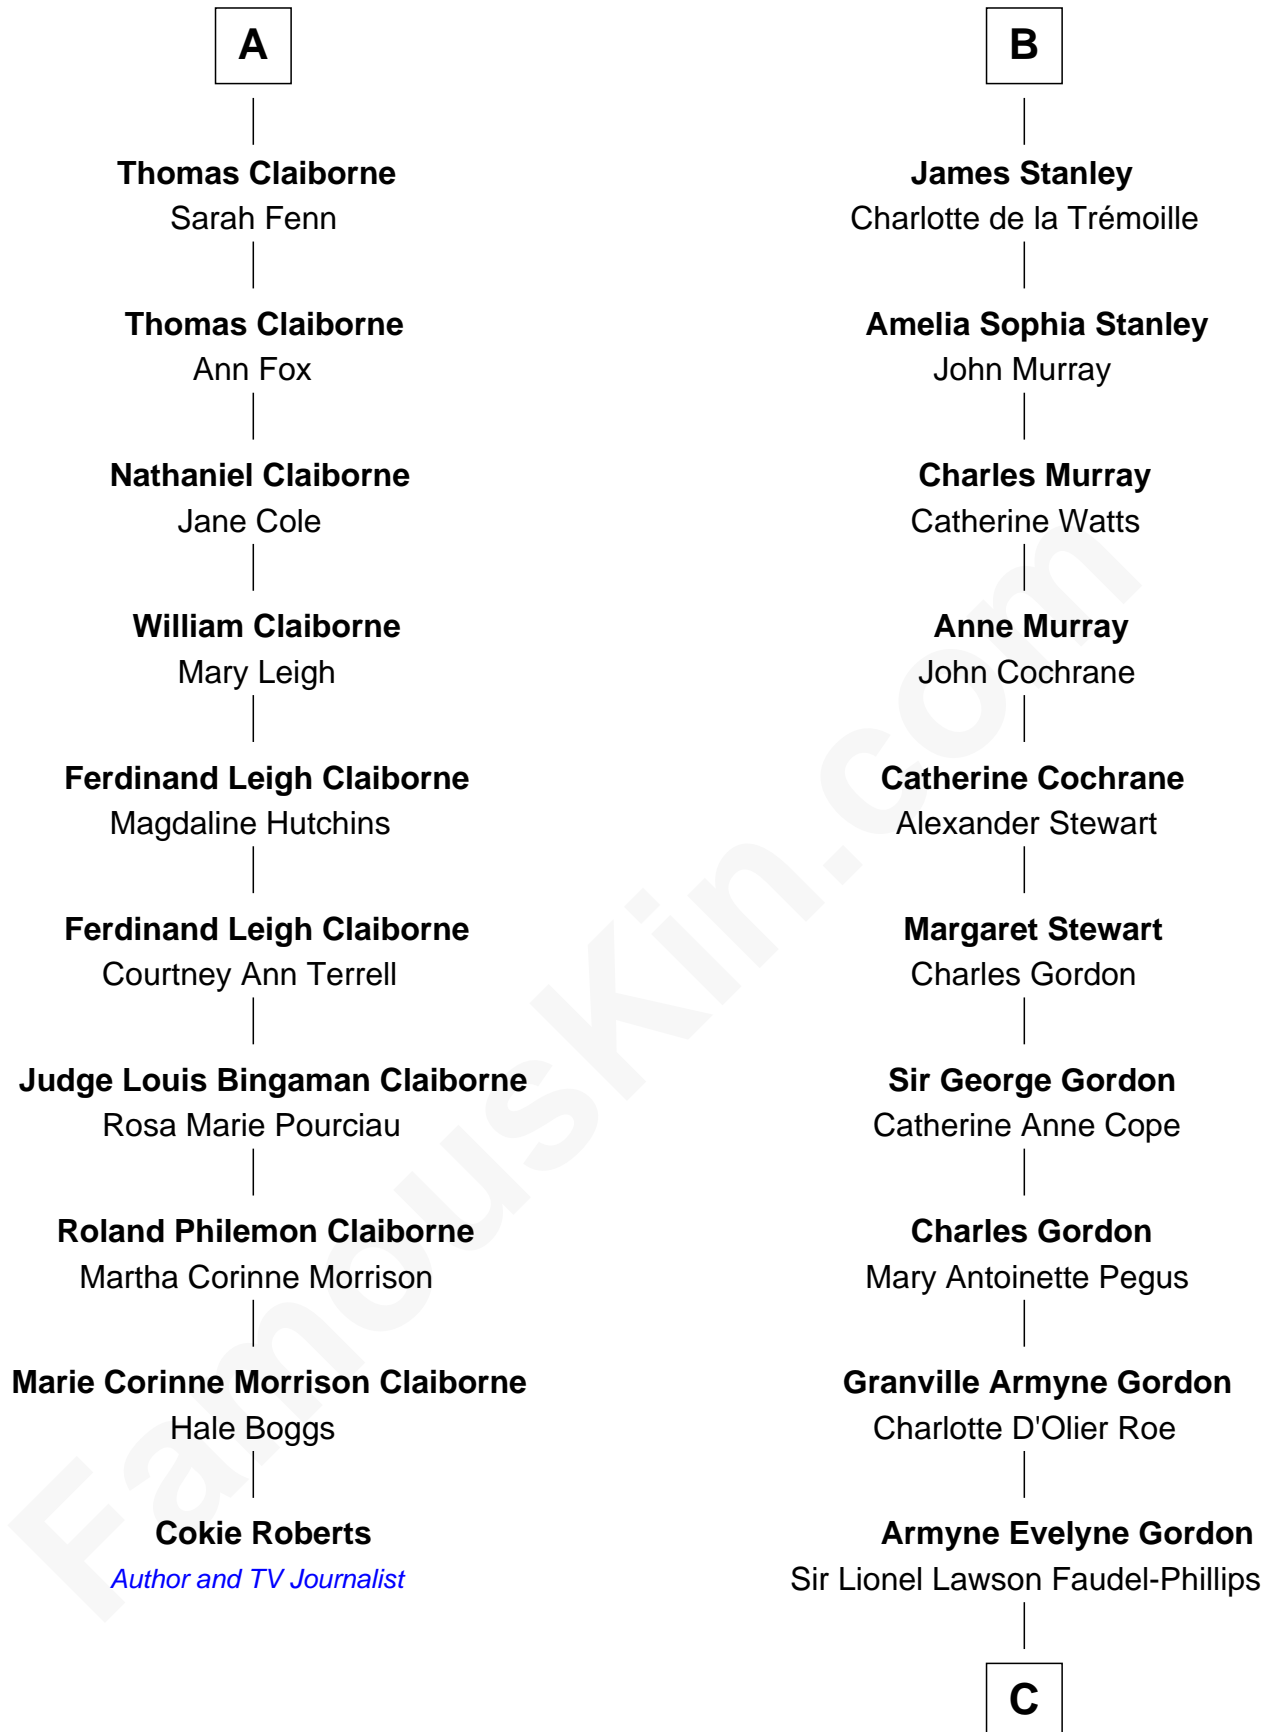 A
Thomas Claiborne
Sarah Fenn
Thomas Claiborne
Ann Fox
Nathaniel Claiborne
Jane Cole
William Claiborne
Mary Leigh
Ferdinand Leigh Claiborne
Magdaline Hutchins
Ferdinand Leigh Claiborne
Courtney Ann Terrell
Judge Louis Bingaman Claiborne
Rosa Marie Pourciau
Roland Philemon Claiborne
Martha Corinne Morrison
Marie Corinne Morrison Claiborne
Hale Boggs
Cokie Roberts
Author and TV Journalist
B
James Stanley
Charlotte de la Trémoille
Amelia Sophia Stanley
John Murray
Charles Murray
Catherine Watts
Anne Murray
John Cochrane
Catherine Cochrane
Alexander Stewart
Margaret Stewart
Charles Gordon
Sir George Gordon
Catherine Anne Cope
Charles Gordon
Mary Antoinette Pegus
Granville Armyne Gordon
Charlotte D'Olier Roe
Armyne Evelyne Gordon
Sir Lionel Lawson Faudel-Phillips
C
FamousKin.com